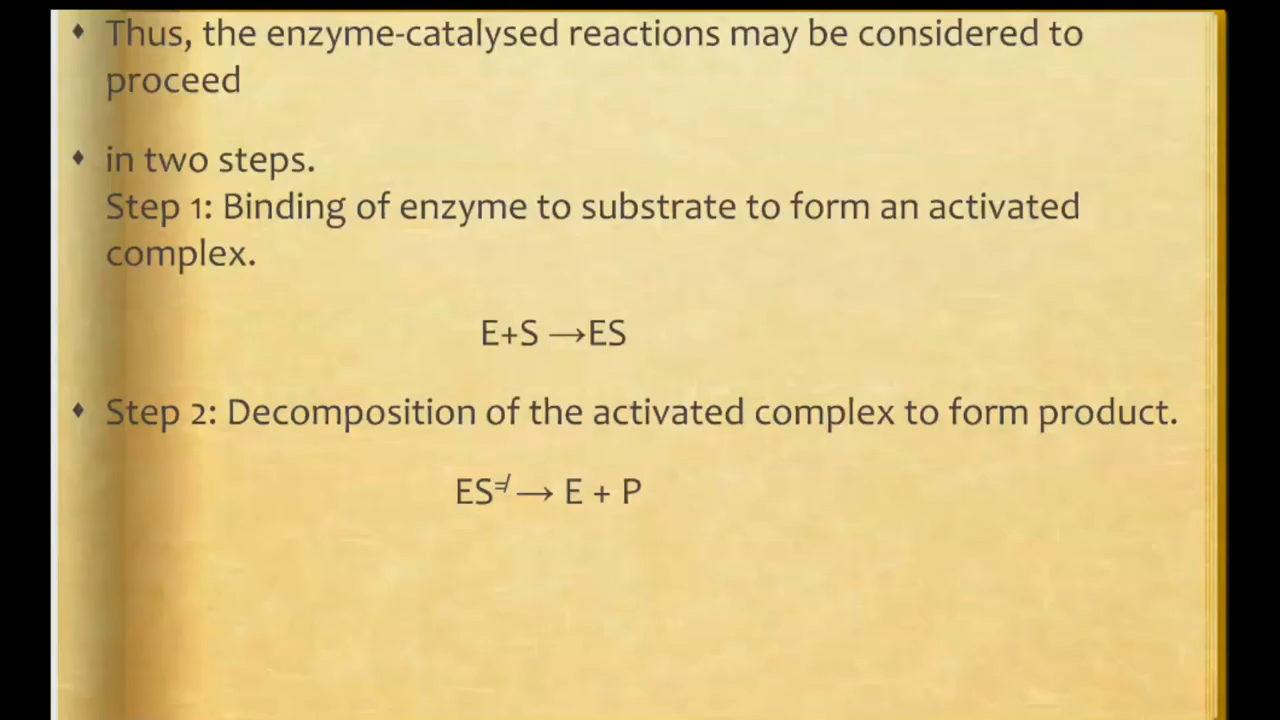 ⬧ Thus, the enzyme-catalysed reactions may be considered to
proceed
⬧ in two steps.
Step 1: Binding of enzyme to substrate to form an activated
complex.
E+S →ES
⬧ Step 2: Decomposition of the activated complex to form product.
ES≠ → E + P